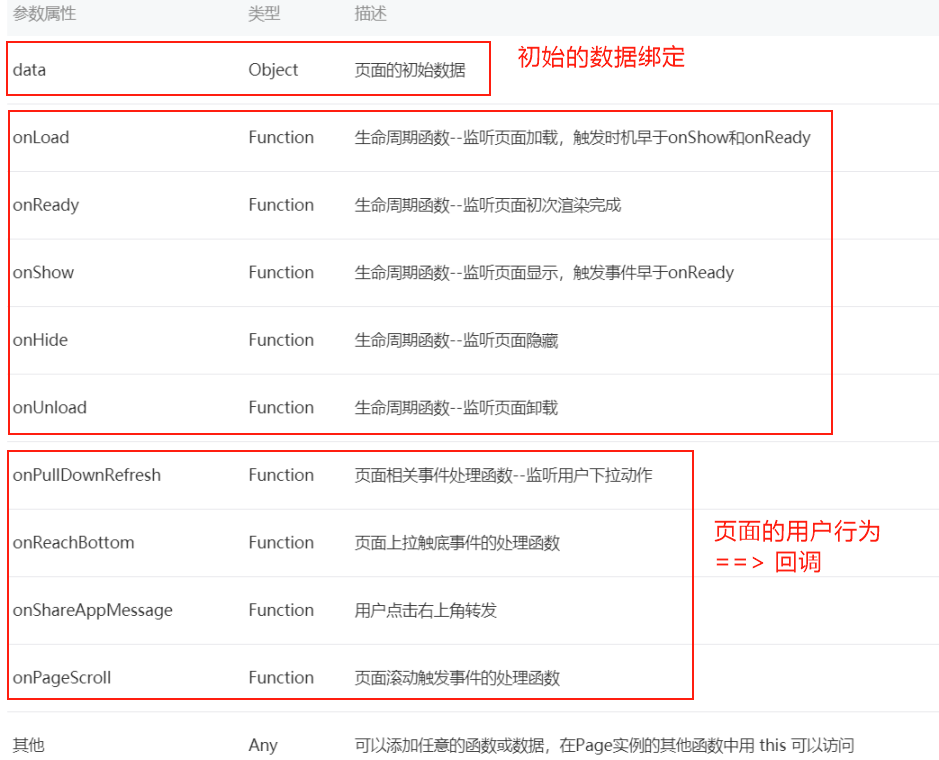 参数属性 类型 描述
data Object 页面的初始数据 初始的数据绑定
onLoad Function 生命周期函数--监听页面加载，触发时机早于onShow和onReady
onReady Function 生命周期函数--监听页面初次渲染完成
onShow Function 生命周期函数--监听页面显示，触发事件早于onReady
onHide Function 生命周期函数--监听页面隐藏
onUnload Function 生命周期函数--监听页面卸载
onPullDownRefresh Function 页面相关事件处理函数--监听用户下拉动作
onReachBottom Function 页面上拉触底事件的处理函数
页面的用户行为
==> 回调
onShareAppMessage Function 用户点击右上角转发
onPageScroll Function 页面滚动触发事件的处理函数
其他 Any 可以添加任意的函数或数据，在Page实例的其他函数中用 this 可以访问